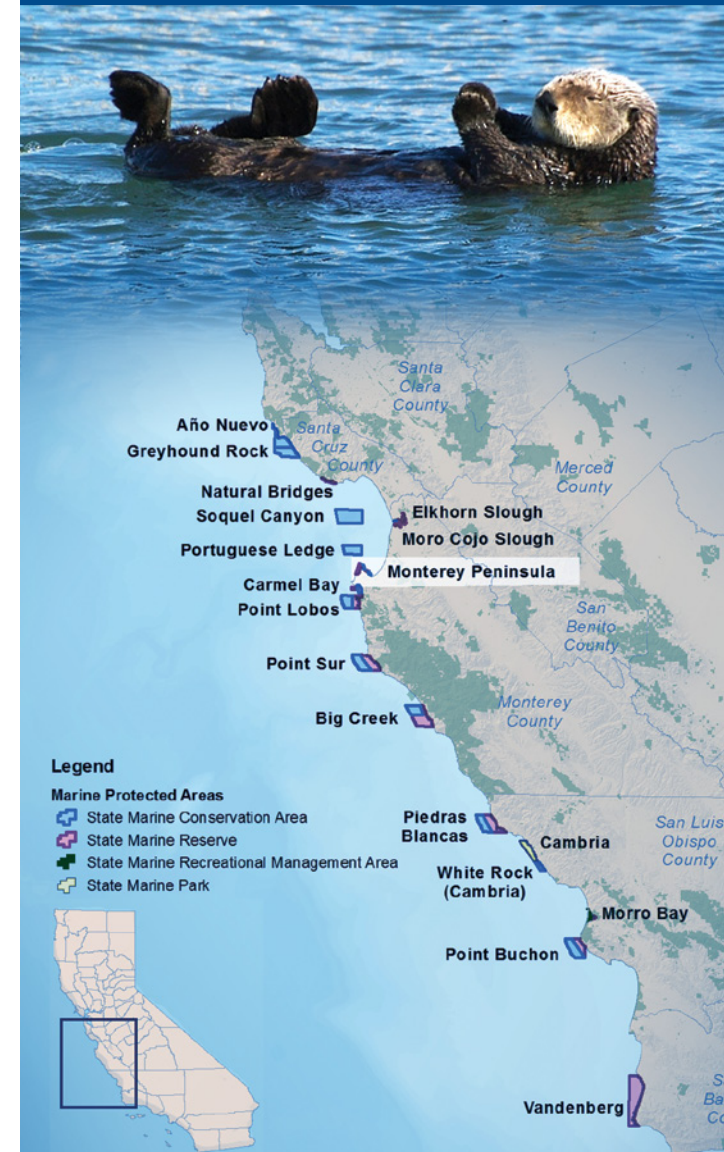 Santa
Clara
County
Año Nuevo
Santa
Cruz
County
Greyhound Rock
Merced
County
Natural Bridges
Soquel Canyon
Elkhorn Slough
Moro Cojo Slough
Portuguese Ledge
Monterey Peninsula
Carmel Bay
Point Lobos
San
Benito
County
Point Sur
Monterey
County
Big Creek
Legend
Marine Protected Areas
State Marine Conservation Area
State Marine Reserve
State Marine Recreational Management Area
State Marine Park
Piedras
Blancas
San Luis
Obispo
County
Cambria
White Rock
(Cambria)
Morro Bay
Point Buchon
Vandenberg
S
Ba
Co